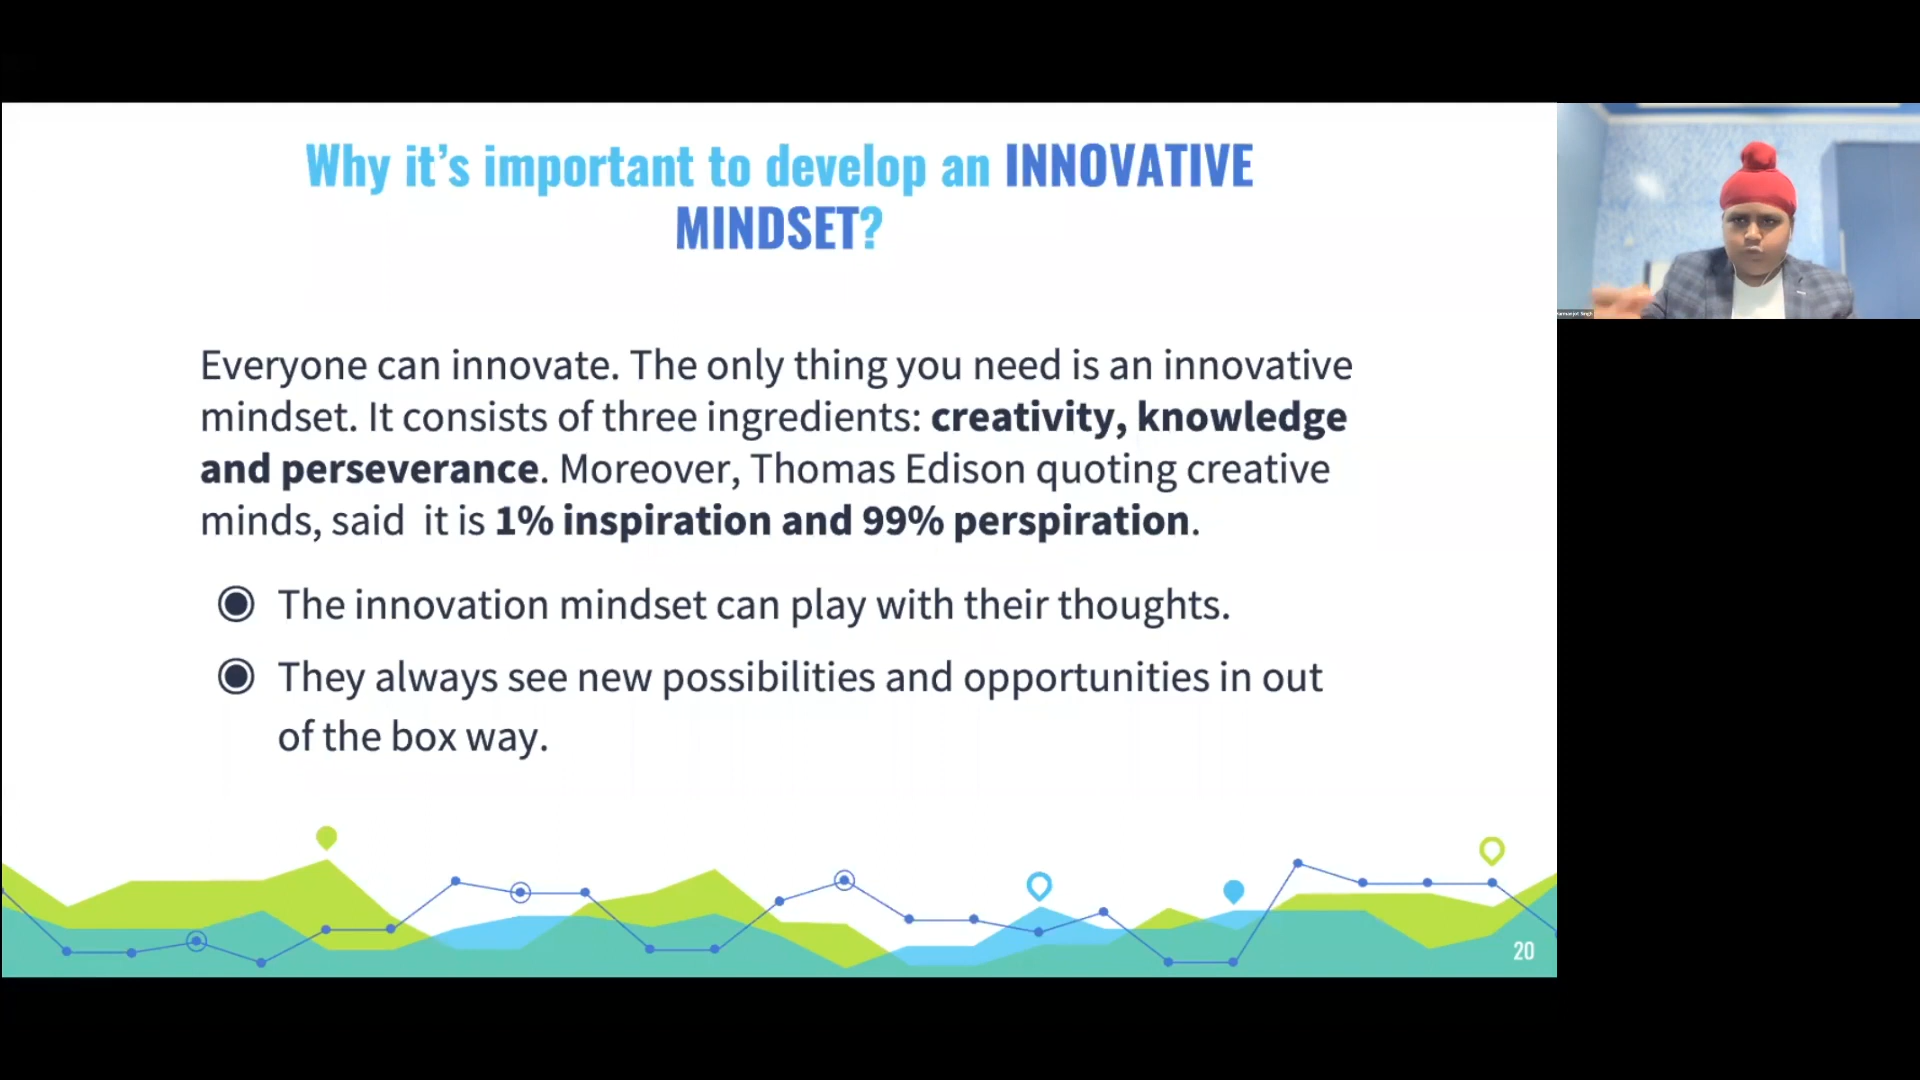 Why it's important to develop an INNOVATIVE
MINDSET?
Everyone can innovate. The only thing you need is an innovative
mindset. It consists of three ingredients: creativity, knowledge
and perseverance. Moreover, Thomas Edison quoting creative
minds, said  it is 1% inspiration and 99% perspiration.
The innovation mindset can play with their thoughts.
They always see new possibilities and opportunities in out
of the box way.
20